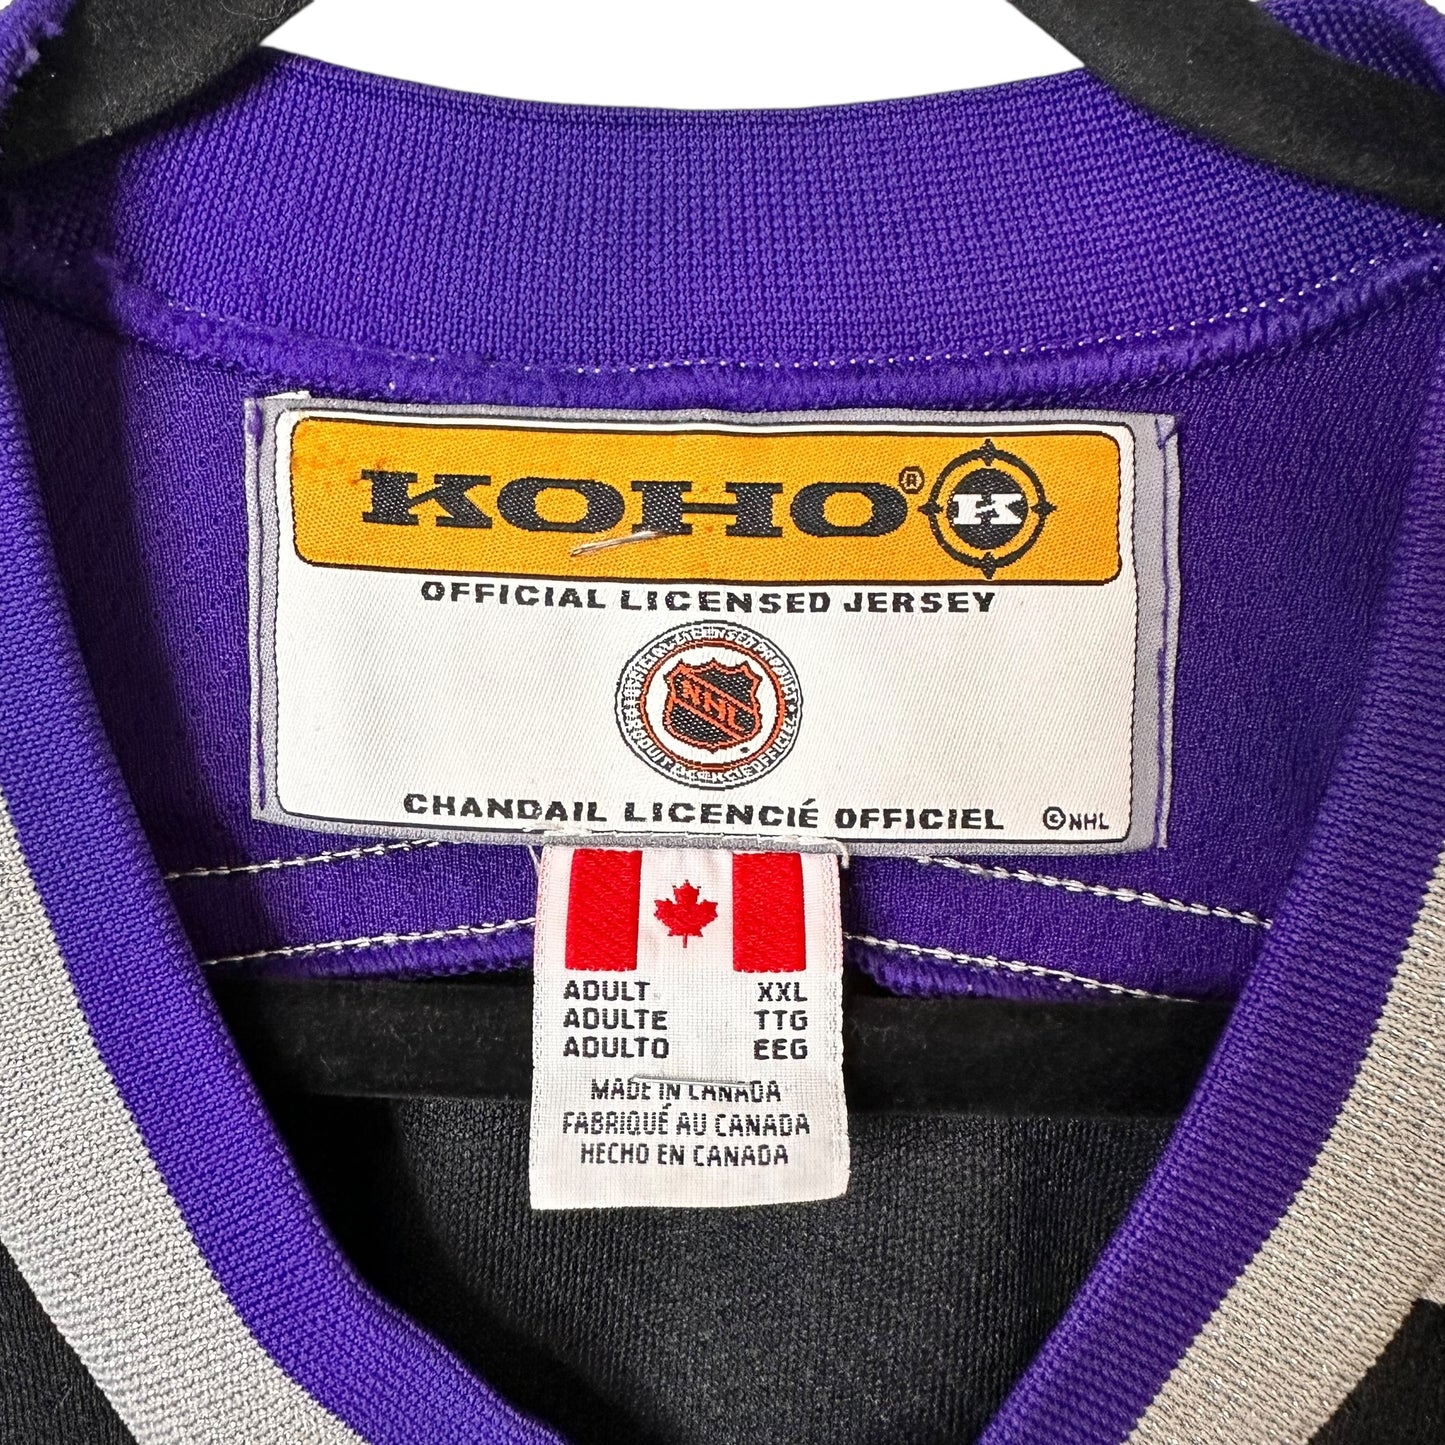 KOHO® K
OFFICIAL LICENSED JERSEY
NHL
CHANDAIL LICENCIÉ OFFICIEL ©NHL
ADULT XXL
ADULTE TTG
ADULTO EEG
MADE IN CANADA
FABRIQUÉ AU CANADA
HECHO EN CANADA